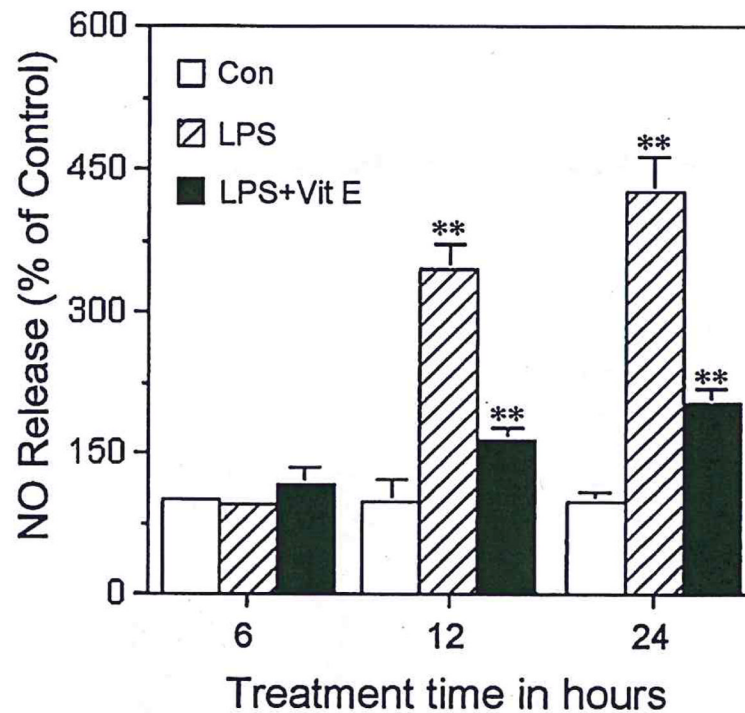 NO Release (% of Control)
600
450
300
150
0
Con
LPS
LPS+Vit E
**
**
**
**
6
12
24
Treatment time in hours